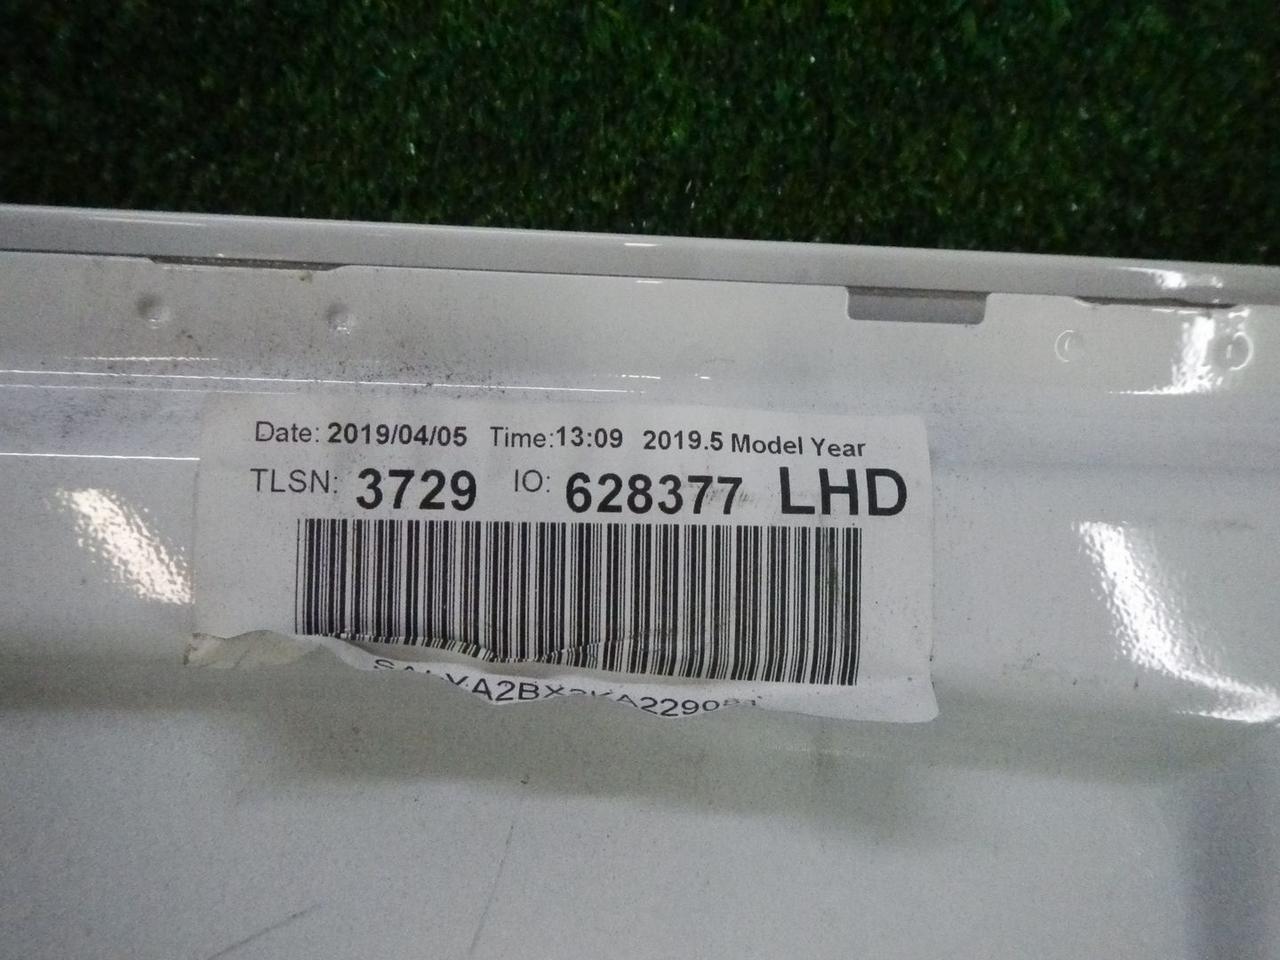 Date: 2019/04/05 Time:13:09 2019.5 Model Year
TLSN: 3729 IO: 628377 LHD